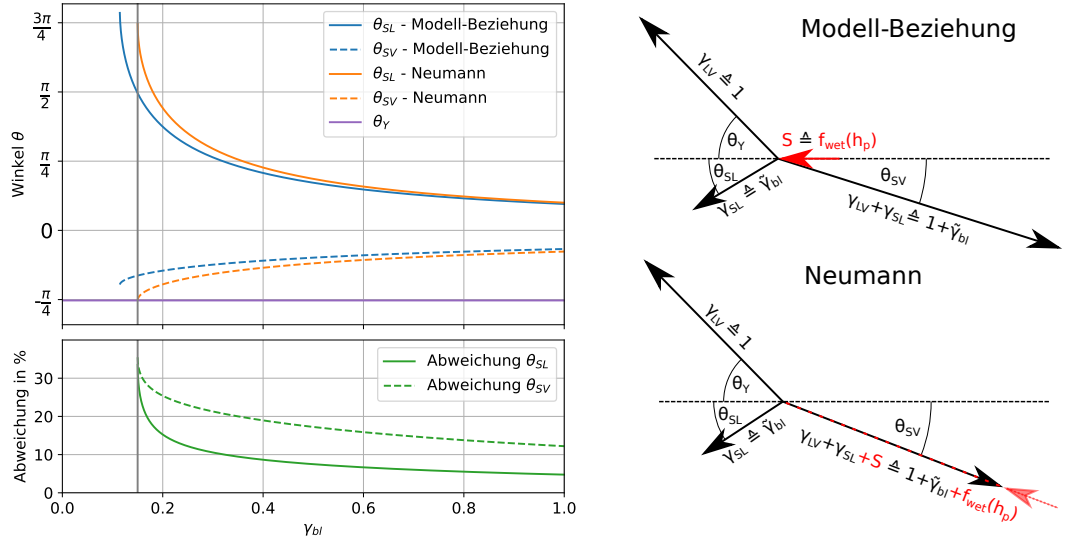 3π/4
π/2
π/4
0
-π/4
Winkel θ
θ_SL - Modell-Beziehung
θ_SV - Modell-Beziehung
θ_SL - Neumann
θ_SV - Neumann
θ_Y
30
20
10
0
Abweichung in %
Abweichung θ_SL
Abweichung θ_SV
0.0 0.2 0.4 0.6 0.8 1.0
γ_bl
Modell-Beziehung
γ_LV ≙ 1
θ_Y
S ≙ f_wet(h_p)
θ_SL
θ_SV
γ_SL ≙ γ̃_bl
γ_LV+γ_SL ≙ 1+γ̃_bl
Neumann
γ_LV ≙ 1
θ_Y
θ_SL
θ_SV
γ_SL ≙ γ̃_bl
γ_LV+γ_SL+S ≙ 1+γ̃_bl+f_wet(h_p)